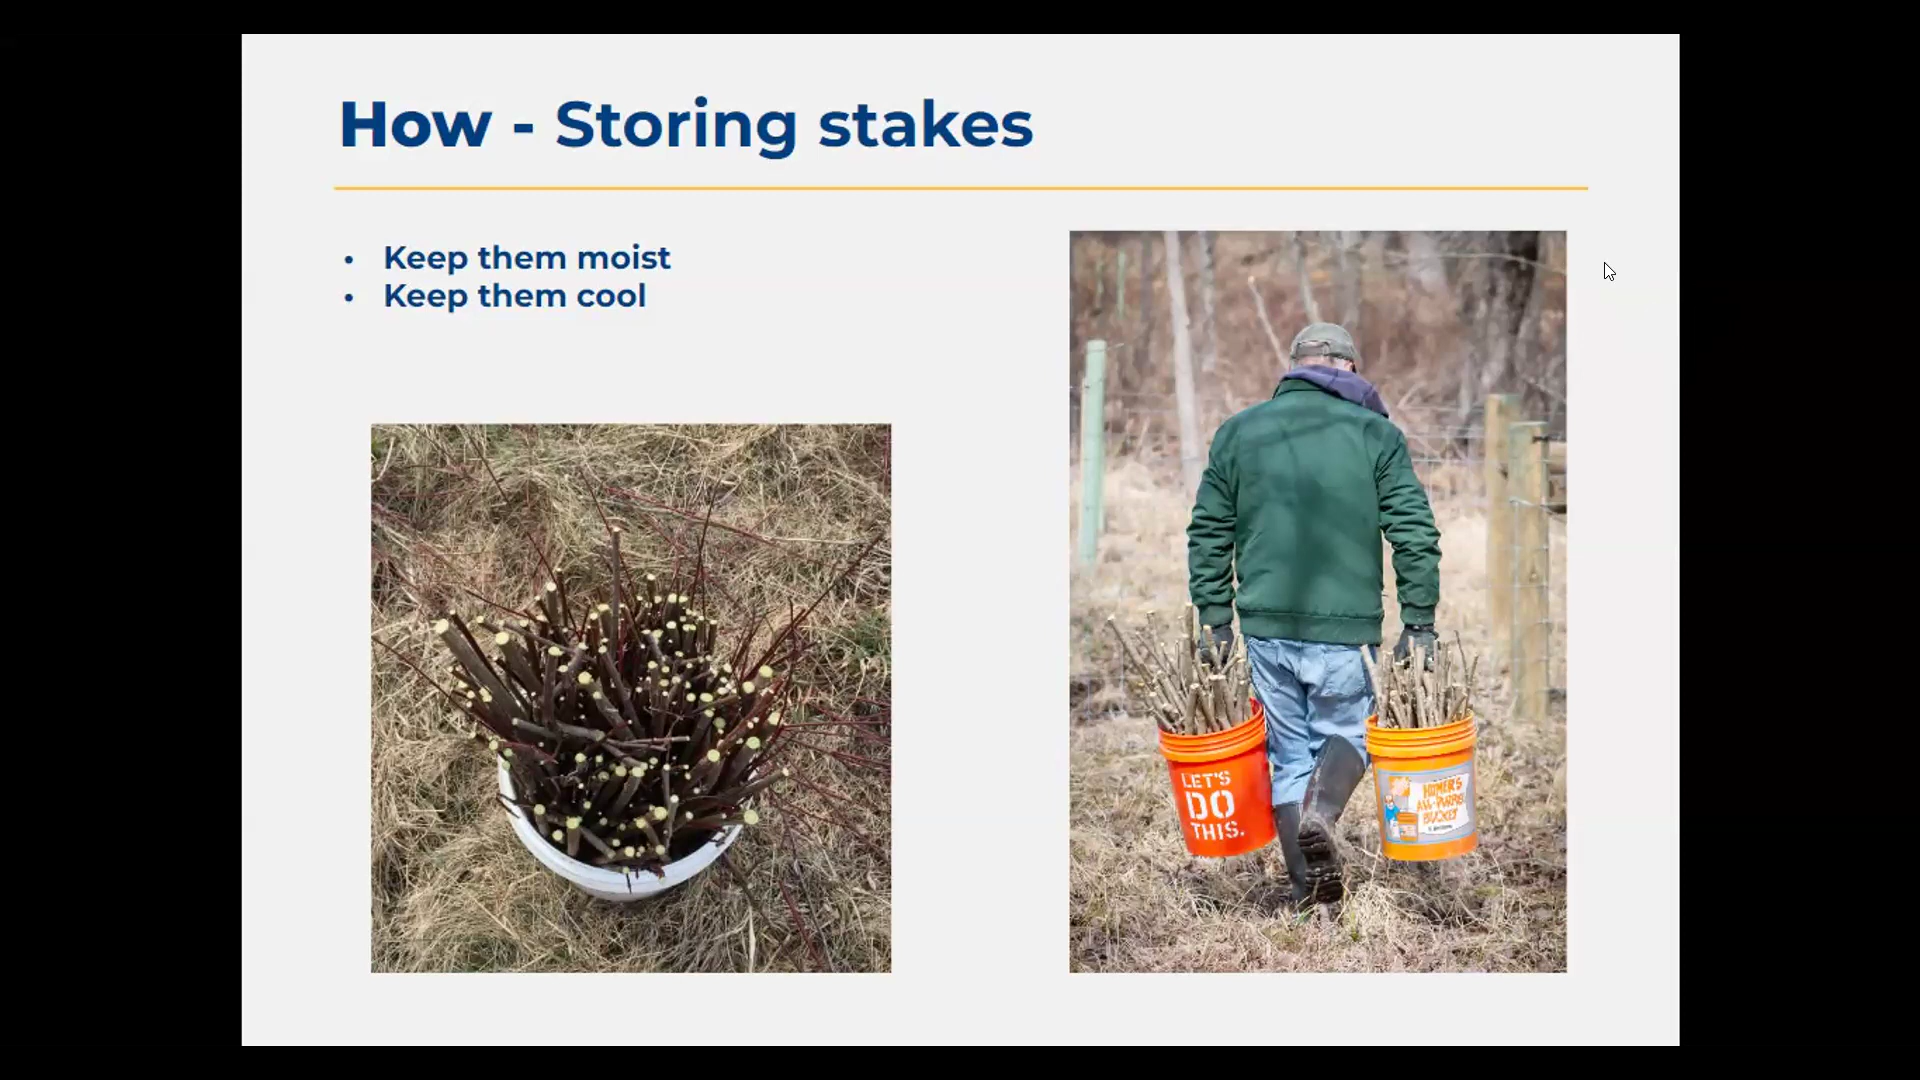 How - Storing stakes
• Keep them moist
• Keep them cool
LET'S
DO
THIS.
HOMER'S
ALL-PURPOSE
BUCKET